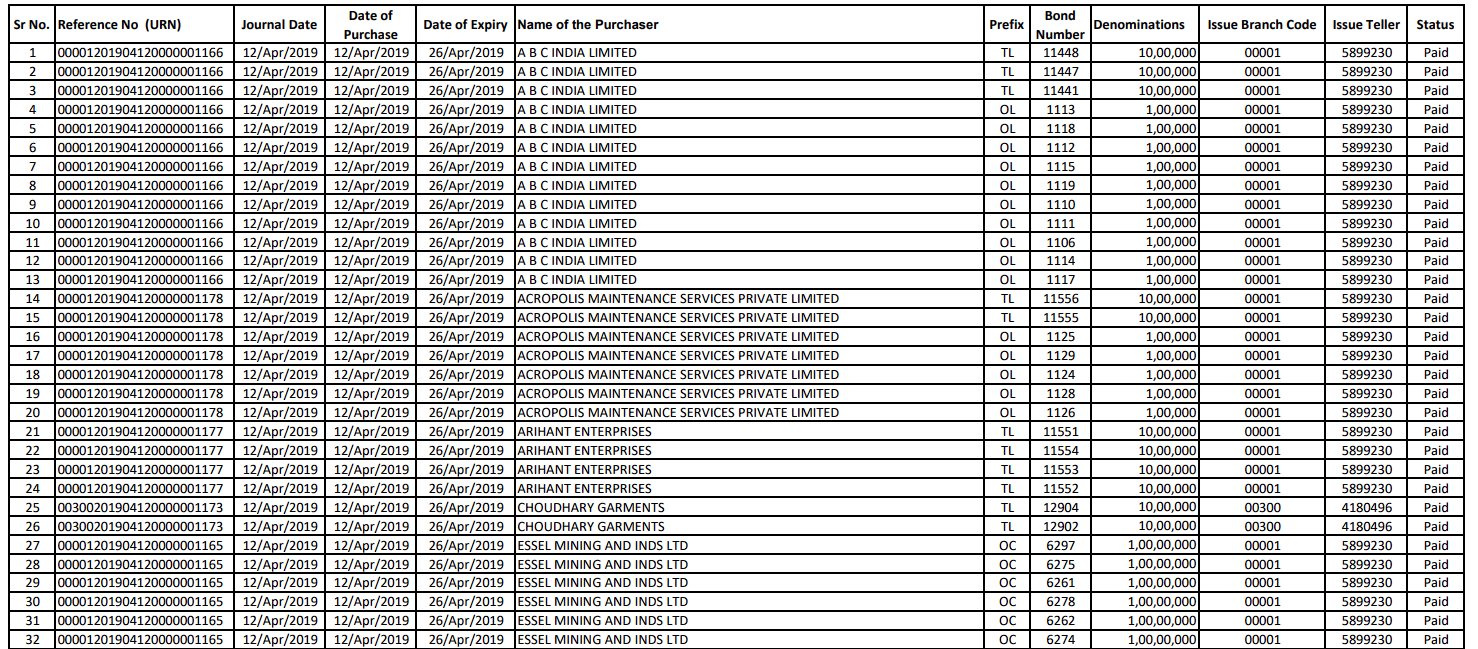 Sr No. Reference No (URN) Journal Date Date of Purchase Date of Expiry Name of the Purchaser Prefix Bond Number Denominations Issue Branch Code Issue Teller Status
1 00001201904120000001166 12/Apr/2019 12/Apr/2019 26/Apr/2019 A B C INDIA LIMITED TL 11448 10,00,000 00001 5899230 Paid
2 00001201904120000001166 12/Apr/2019 12/Apr/2019 26/Apr/2019 A B C INDIA LIMITED TL 11447 10,00,000 00001 5899230 Paid
3 00001201904120000001166 12/Apr/2019 12/Apr/2019 26/Apr/2019 A B C INDIA LIMITED TL 11441 10,00,000 00001 5899230 Paid
4 00001201904120000001166 12/Apr/2019 12/Apr/2019 26/Apr/2019 A B C INDIA LIMITED OL 1113 1,00,000 00001 5899230 Paid
5 00001201904120000001166 12/Apr/2019 12/Apr/2019 26/Apr/2019 A B C INDIA LIMITED OL 1118 1,00,000 00001 5899230 Paid
6 00001201904120000001166 12/Apr/2019 12/Apr/2019 26/Apr/2019 A B C INDIA LIMITED OL 1112 1,00,000 00001 5899230 Paid
7 00001201904120000001166 12/Apr/2019 12/Apr/2019 26/Apr/2019 A B C INDIA LIMITED OL 1115 1,00,000 00001 5899230 Paid
8 00001201904120000001166 12/Apr/2019 12/Apr/2019 26/Apr/2019 A B C INDIA LIMITED OL 1119 1,00,000 00001 5899230 Paid
9 00001201904120000001166 12/Apr/2019 12/Apr/2019 26/Apr/2019 A B C INDIA LIMITED OL 1110 1,00,000 00001 5899230 Paid
10 00001201904120000001166 12/Apr/2019 12/Apr/2019 26/Apr/2019 A B C INDIA LIMITED OL 1111 1,00,000 00001 5899230 Paid
11 00001201904120000001166 12/Apr/2019 12/Apr/2019 26/Apr/2019 A B C INDIA LIMITED OL 1106 1,00,000 00001 5899230 Paid
12 00001201904120000001166 12/Apr/2019 12/Apr/2019 26/Apr/2019 A B C INDIA LIMITED OL 1114 1,00,000 00001 5899230 Paid
13 00001201904120000001166 12/Apr/2019 12/Apr/2019 26/Apr/2019 A B C INDIA LIMITED OL 1117 1,00,000 00001 5899230 Paid
14 00001201904120000001178 12/Apr/2019 12/Apr/2019 26/Apr/2019 ACROPOLIS MAINTENANCE SERVICES PRIVATE LIMITED TL 11556 10,00,000 00001 5899230 Paid
15 00001201904120000001178 12/Apr/2019 12/Apr/2019 26/Apr/2019 ACROPOLIS MAINTENANCE SERVICES PRIVATE LIMITED TL 11555 10,00,000 00001 5899230 Paid
16 00001201904120000001178 12/Apr/2019 12/Apr/2019 26/Apr/2019 ACROPOLIS MAINTENANCE SERVICES PRIVATE LIMITED OL 1125 1,00,000 00001 5899230 Paid
17 00001201904120000001178 12/Apr/2019 12/Apr/2019 26/Apr/2019 ACROPOLIS MAINTENANCE SERVICES PRIVATE LIMITED OL 1129 1,00,000 00001 5899230 Paid
18 00001201904120000001178 12/Apr/2019 12/Apr/2019 26/Apr/2019 ACROPOLIS MAINTENANCE SERVICES PRIVATE LIMITED OL 1124 1,00,000 00001 5899230 Paid
19 00001201904120000001178 12/Apr/2019 12/Apr/2019 26/Apr/2019 ACROPOLIS MAINTENANCE SERVICES PRIVATE LIMITED OL 1128 1,00,000 00001 5899230 Paid
20 00001201904120000001178 12/Apr/2019 12/Apr/2019 26/Apr/2019 ACROPOLIS MAINTENANCE SERVICES PRIVATE LIMITED OL 1126 1,00,000 00001 5899230 Paid
21 00001201904120000001177 12/Apr/2019 12/Apr/2019 26/Apr/2019 ARIHANT ENTERPRISES TL 11551 10,00,000 00001 5899230 Paid
22 00001201904120000001177 12/Apr/2019 12/Apr/2019 26/Apr/2019 ARIHANT ENTERPRISES TL 11554 10,00,000 00001 5899230 Paid
23 00001201904120000001177 12/Apr/2019 12/Apr/2019 26/Apr/2019 ARIHANT ENTERPRISES TL 11553 10,00,000 00001 5899230 Paid
24 00001201904120000001177 12/Apr/2019 12/Apr/2019 26/Apr/2019 ARIHANT ENTERPRISES TL 11552 10,00,000 00001 5899230 Paid
25 00300201904120000001173 12/Apr/2019 12/Apr/2019 26/Apr/2019 CHOUDHARY GARMENTS TL 12904 10,00,000 00300 4180496 Paid
26 00300201904120000001173 12/Apr/2019 12/Apr/2019 26/Apr/2019 CHOUDHARY GARMENTS TL 12902 10,00,000 00300 4180496 Paid
27 00001201904120000001165 12/Apr/2019 12/Apr/2019 26/Apr/2019 ESSEL MINING AND INDS LTD OC 6297 1,00,00,000 00001 5899230 Paid
28 00001201904120000001165 12/Apr/2019 12/Apr/2019 26/Apr/2019 ESSEL MINING AND INDS LTD OC 6275 1,00,00,000 00001 5899230 Paid
29 00001201904120000001165 12/Apr/2019 12/Apr/2019 26/Apr/2019 ESSEL MINING AND INDS LTD OC 6261 1,00,00,000 00001 5899230 Paid
30 00001201904120000001165 12/Apr/2019 12/Apr/2019 26/Apr/2019 ESSEL MINING AND INDS LTD OC 6278 1,00,00,000 00001 5899230 Paid
31 00001201904120000001165 12/Apr/2019 12/Apr/2019 26/Apr/2019 ESSEL MINING AND INDS LTD OC 6262 1,00,00,000 00001 5899230 Paid
32 00001201904120000001165 12/Apr/2019 12/Apr/2019 26/Apr/2019 ESSEL MINING AND INDS LTD OC 6274 1,00,00,000 00001 5899230 Paid